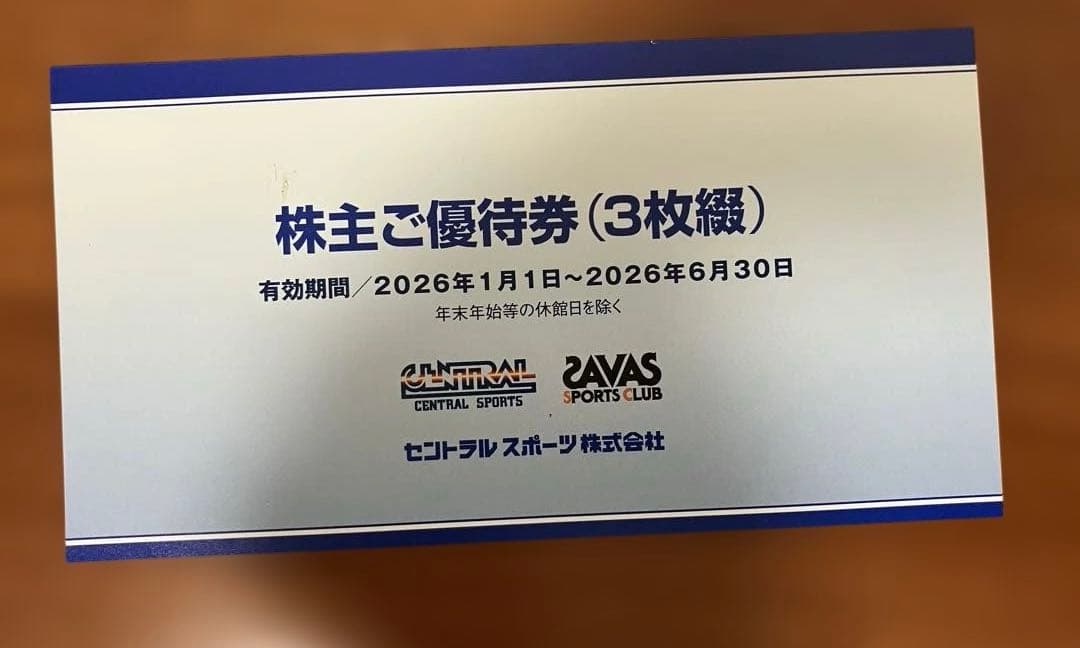 株主ご優待券(3枚綴)
有効期間／2026年1月1日～2026年6月30日
年末年始等の休館日を除く
CENTRAL SAVAS
CENTRAL SPORTS SPORTS CLUB
セントラルスポーツ株式会社